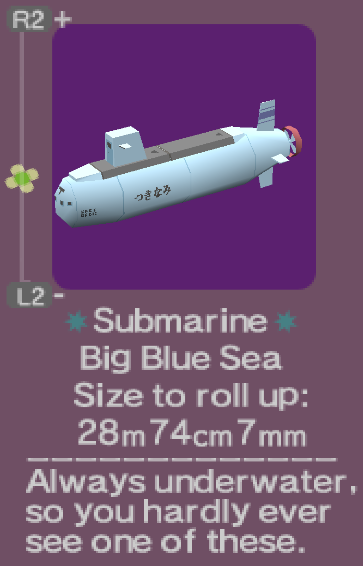 R2 +
つきなみ
L2 -
Submarine
Big Blue Sea
Size to roll up:
28m74cm7mm
Always underwater,
so you hardly ever
see one of these.